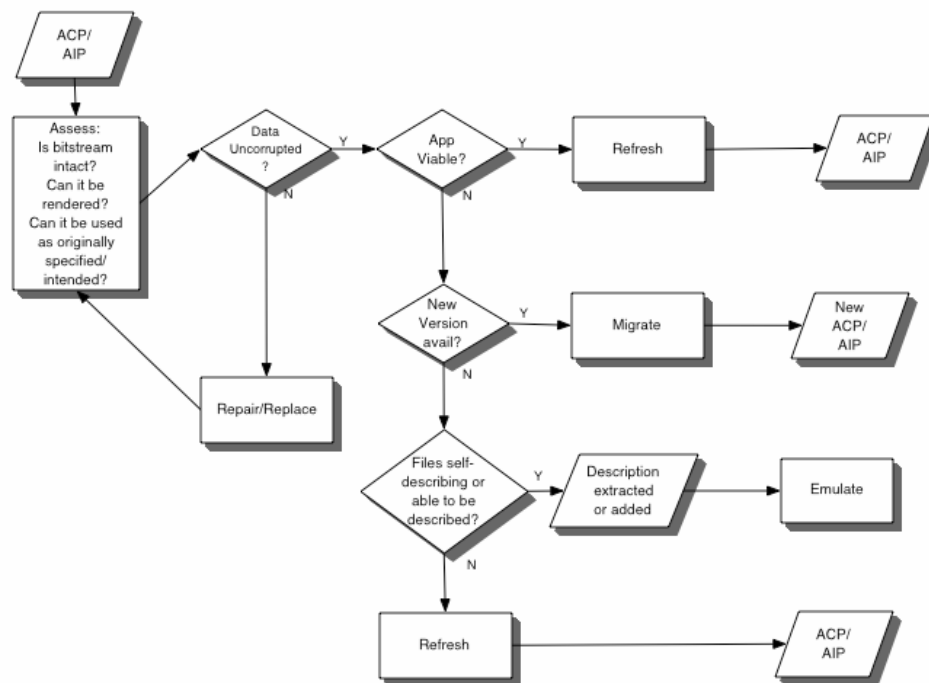 ACP/
AIP
Assess:
Is bitstream
intact?
Can it be
rendered?
Can it be used
as originally
specified/
intended?
Data
Uncorrupted
?
Y
N
App
Viable?
Y
N
Refresh
ACP/
AIP
New
Version
avail?
Y
N
Migrate
New
ACP/
AIP
Repair/Replace
Files self-
describing or
able to be
described?
Y
N
Description
extracted
or added
Emulate
Refresh
ACP/
AIP